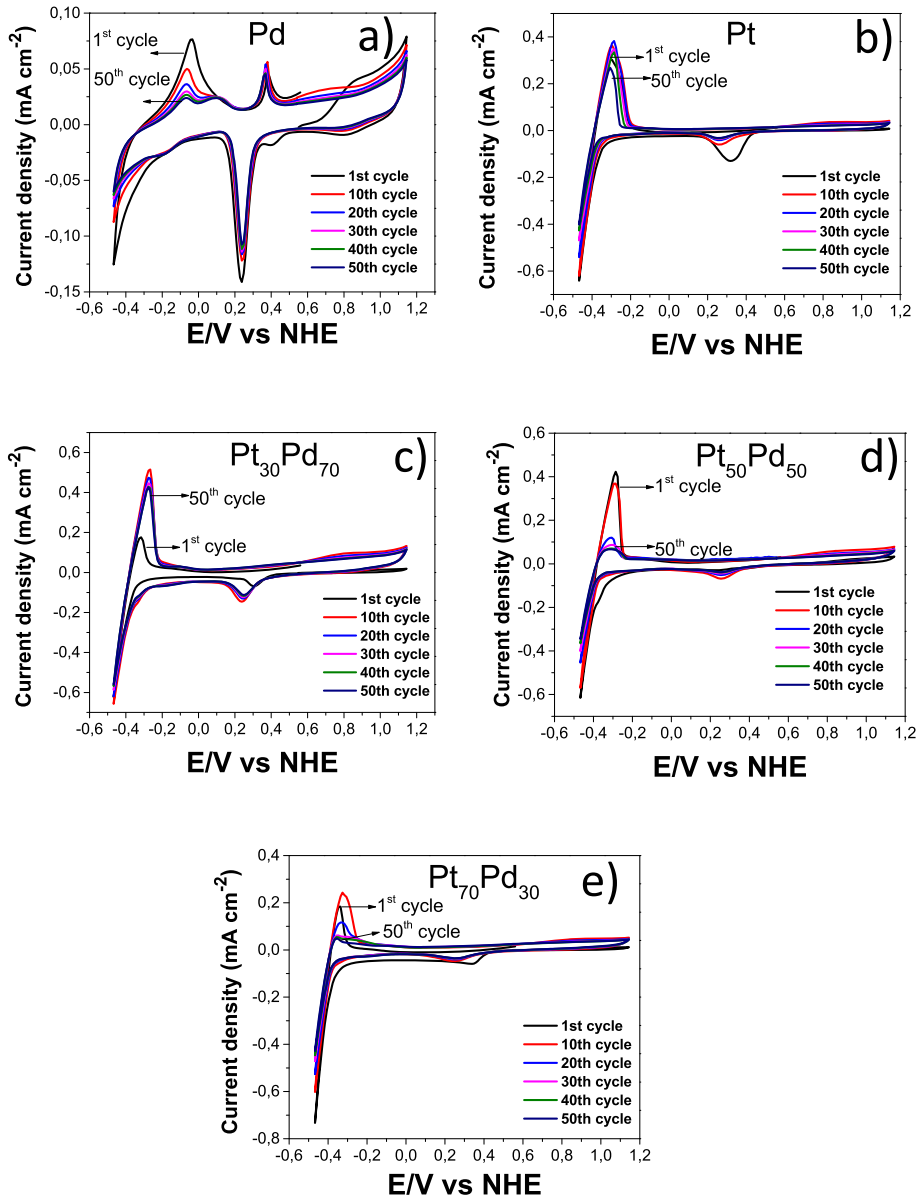 Pd
a)
1st cycle
50th cycle
0,10
0,05
0,00
-0,05
-0,10
-0,15
Current density (mA cm-2)
1st cycle
10th cycle
20th cycle
30th cycle
40th cycle
50th cycle
-0,6 -0,4 -0,2 0,0 0,2 0,4 0,6 0,8 1,0 1,2
E/V vs NHE
Pt
b)
1st cycle
50th cycle
0,4
0,2
0,0
-0,2
-0,4
-0,6
Current density (mA cm-2)
1st cycle
10th cycle
20th cycle
30th cycle
40th cycle
50th cycle
-0,6 -0,4 -0,2 0,0 0,2 0,4 0,6 0,8 1,0 1,2
E/V vs NHE
Pt30Pd70
c)
50th cycle
1st cycle
0,6
0,4
0,2
0,0
-0,2
-0,4
-0,6
Current density (mA cm-2)
1st cycle
10th cycle
20th cycle
30th cycle
40th cycle
50th cycle
-0,6 -0,4 -0,2 0,0 0,2 0,4 0,6 0,8 1,0 1,2
E/V vs NHE
Pt50Pd50
d)
1st cycle
50th cycle
0,6
0,4
0,2
0,0
-0,2
-0,4
-0,6
Current density (mA cm-2)
1st cycle
10th cycle
20th cycle
30th cycle
40th cycle
50th cycle
-0,6 -0,4 -0,2 0,0 0,2 0,4 0,6 0,8 1,0 1,2
E/V vs NHE
Pt70Pd30
e)
1st cycle
50th cycle
0,4
0,2
0,0
-0,2
-0,4
-0,6
-0,8
Current density (mA cm-2)
1st cycle
10th cycle
20th cycle
30th cycle
40th cycle
50th cycle
-0,6 -0,4 -0,2 0,0 0,2 0,4 0,6 0,8 1,0 1,2
E/V vs NHE